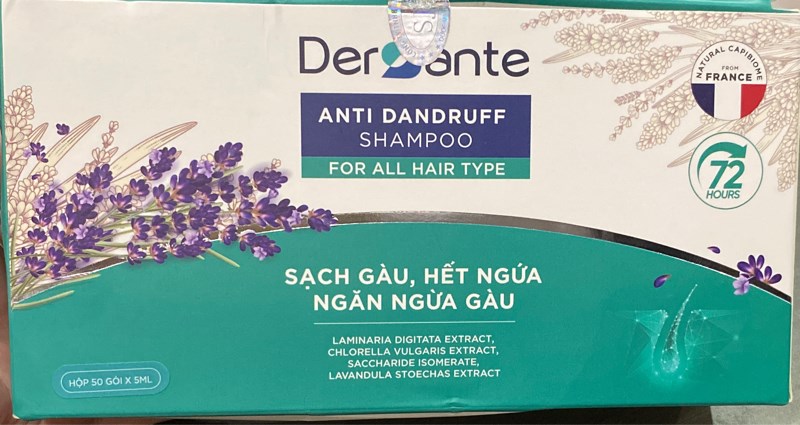 DerSante
NATURAL CAPIBIOME
FROM
FRANCE
ANTI DANDRUFF
SHAMPOO
FOR ALL HAIR TYPE
72
HOURS
SẠCH GÀU, HẾT NGỨA
NGĂN NGỪA GÀU
LAMINARIA DIGITATA EXTRACT,
CHLORELLA VULGARIS EXTRACT,
SACCHARIDE ISOMERATE,
LAVANDULA STOECHAS EXTRACT
HỘP 50 GÓI X 5ML